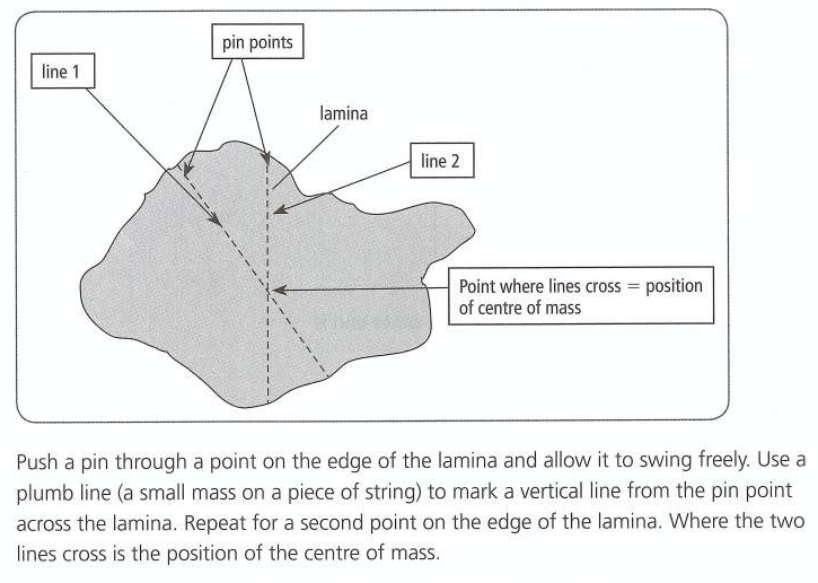 pin points
line 1
lamina
line 2
Point where lines cross = position
of centre of mass
Push a pin through a point on the edge of the lamina and allow it to swing freely. Use a
plumb line (a small mass on a piece of string) to mark a vertical line from the pin point
across the lamina. Repeat for a second point on the edge of the lamina. Where the two
lines cross is the position of the centre of mass.